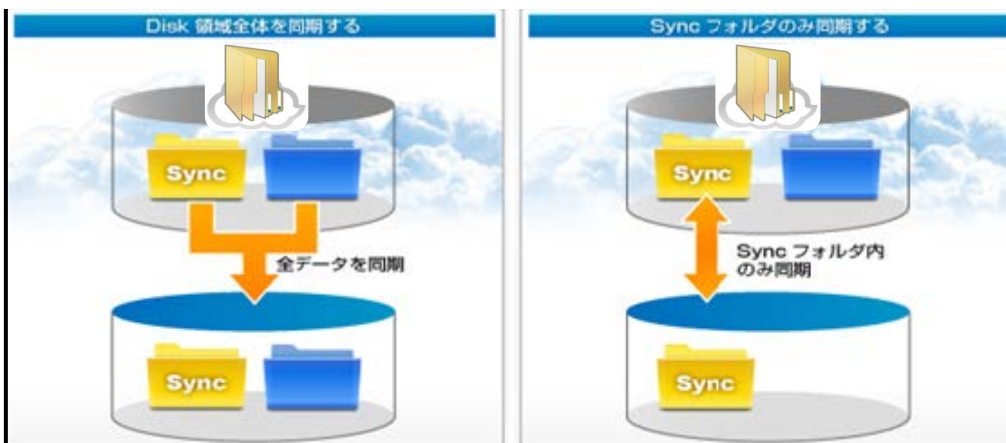 Disk 領域全体を同期する
Sync
全データを同期
Sync
Sync フォルダのみ同期する
Sync
Sync フォルダ内
のみ同期
Sync